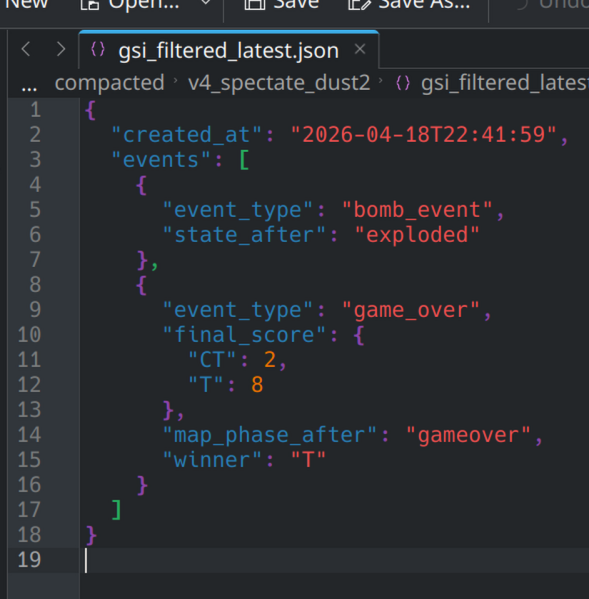 New Open... Save Save As... Undo
gsi_filtered_latest.json
... compacted v4_spectate_dust2 gsi_filtered_latest
1 {
2 "created_at": "2026-04-18T22:41:59",
3 "events": [
4 {
5 "event_type": "bomb_event",
6 "state_after": "exploded"
7 },
8 {
9 "event_type": "game_over",
10 "final_score": {
11 "CT": 2,
12 "T": 8
13 },
14 "map_phase_after": "gameover",
15 "winner": "T"
16 }
17 ]
18 }
19